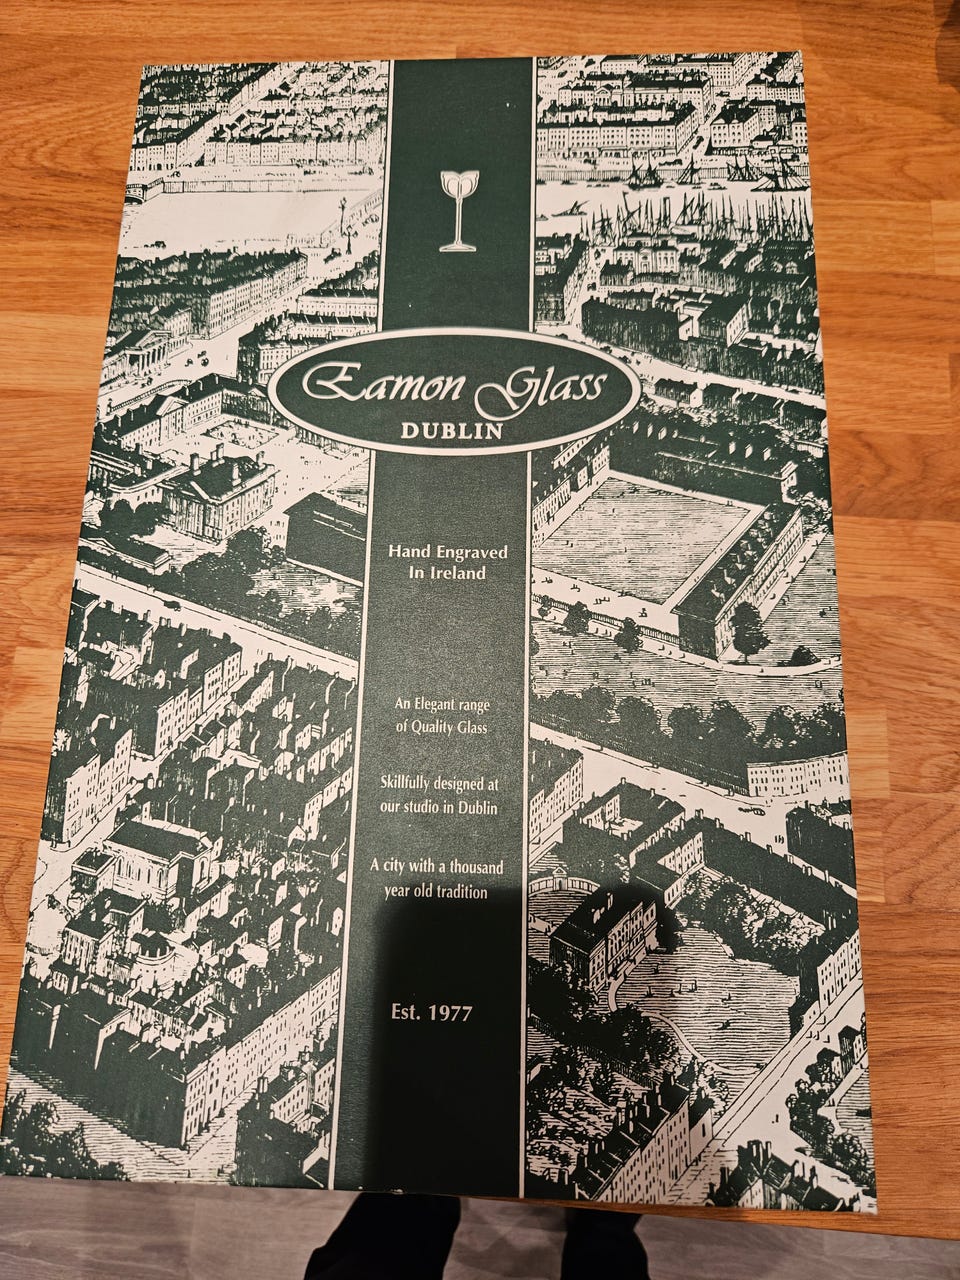 Eamon Glass
DUBLIN
Hand Engraved
In Ireland
An Elegant range
of Quality Glass
Skillfully designed at
our studio in Dublin
A city with a thousand
year old tradition
Est. 1977